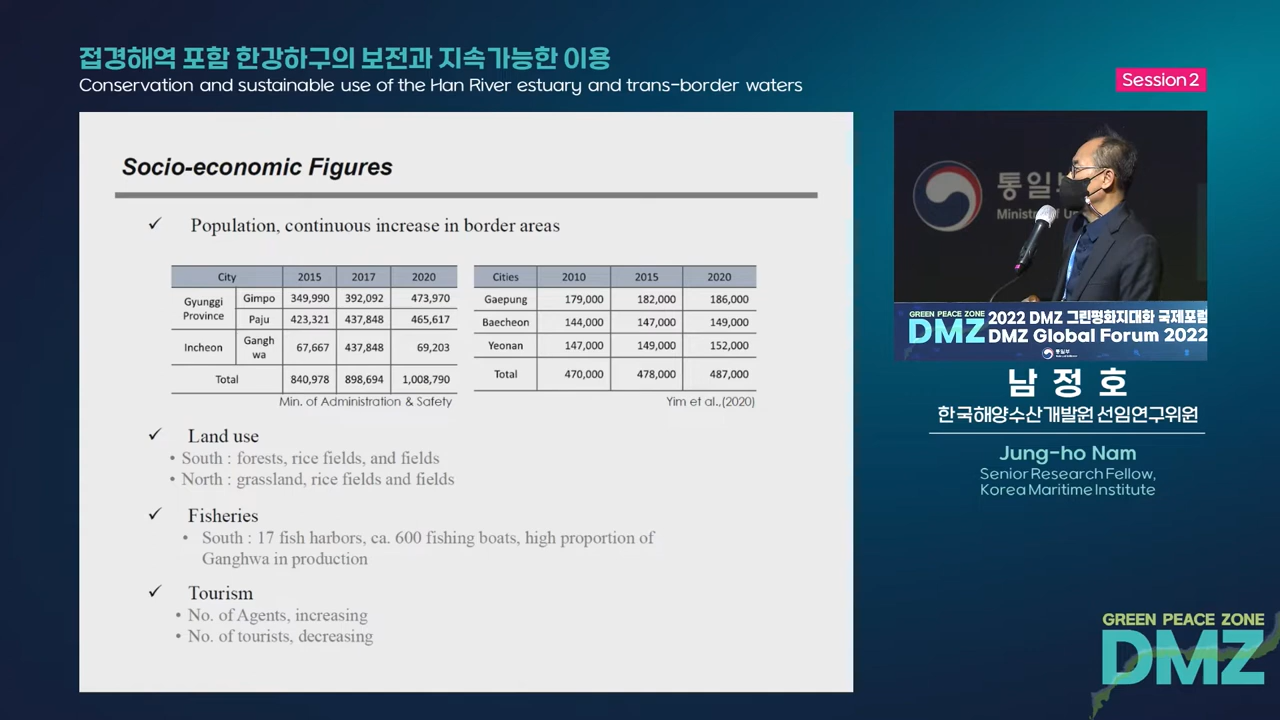 접경해역 포함 한강하구의 보전과 지속가능한 이용
Conservation and sustainable use of the Han River estuary and trans-border waters
Session 2
Socio-economic Figures
✓ Population, continuous increase in border areas
City 2015 2017 2020
Gyunggi Province Gimpo 349,990 392,092 473,970
Paju 423,321 437,848 465,617
Incheon Gangh wa 67,667 437,848 69,203
Total 840,978 898,694 1,008,790
Min. of Administration & Safety
Cities 2010 2015 2020
Gaepung 179,000 182,000 186,000
Baecheon 144,000 147,000 149,000
Yeonan 147,000 149,000 152,000
Total 470,000 478,000 487,000
Yim et al.,(2020)
✓ Land use
• South : forests, rice fields, and fields
• North : grassland, rice fields and fields
✓ Fisheries
• South : 17 fish harbors, ca. 600 fishing boats, high proportion of
Ganghwa in production
✓ Tourism
• No. of Agents, increasing
• No. of tourists, decreasing
통일부
Ministry of U
GREEN PEACE ZONE
DMZ
2022 DMZ 그린평화지대화 국제포럼
DMZ Global Forum 2022
통일부
남 정 호
한국해양수산개발원 선임연구위원
Jung-ho Nam
Senior Research Fellow,
Korea Maritime Institute
GREEN PEACE ZONE
DMZ